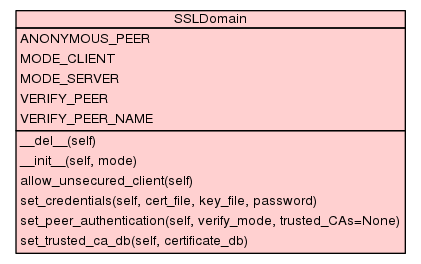 SSLDomain
ANONYMOUS_PEER
MODE_CLIENT
MODE_SERVER
VERIFY_PEER
VERIFY_PEER_NAME
__del__(self)
__init__(self, mode)
allow_unsecured_client(self)
set_credentials(self, cert_file, key_file, password)
set_peer_authentication(self, verify_mode, trusted_CAs=None)
set_trusted_ca_db(self, certificate_db)